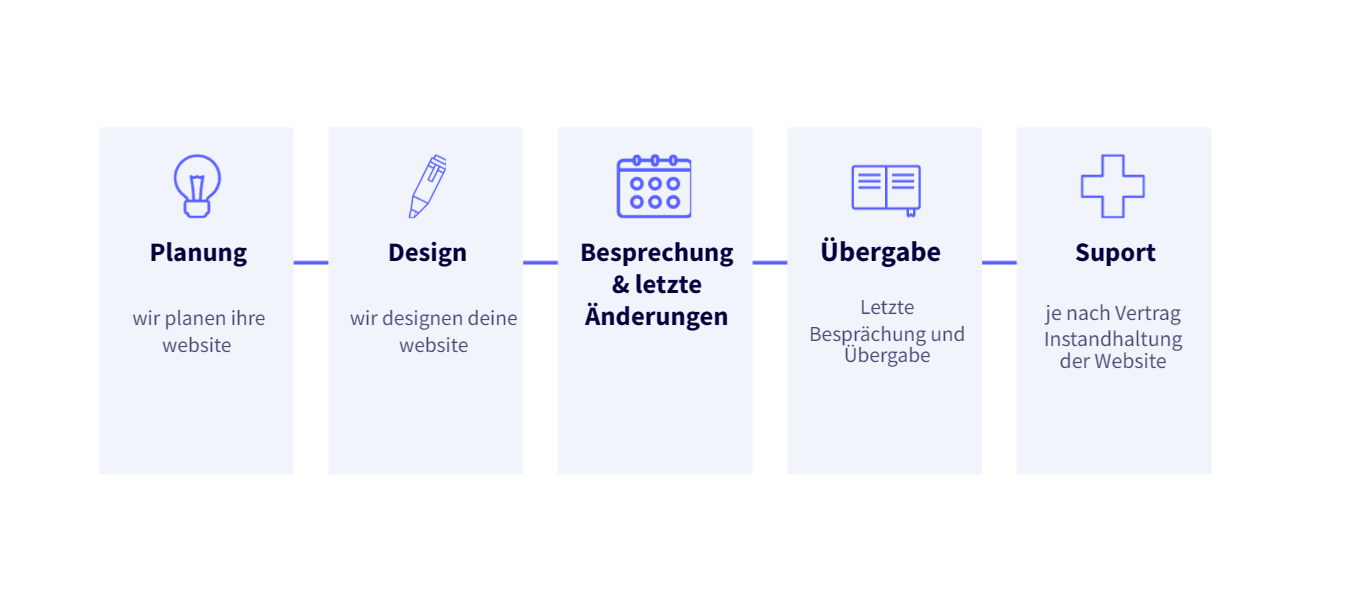 Planung
wir planen ihre
website
Design
wir designen deine
website
Besprechung
& letzte
Änderungen
Übergabe
Letzte
Besprächung und
Übergabe
Suport
je nach Vertrag
Instandhaltung
der Website